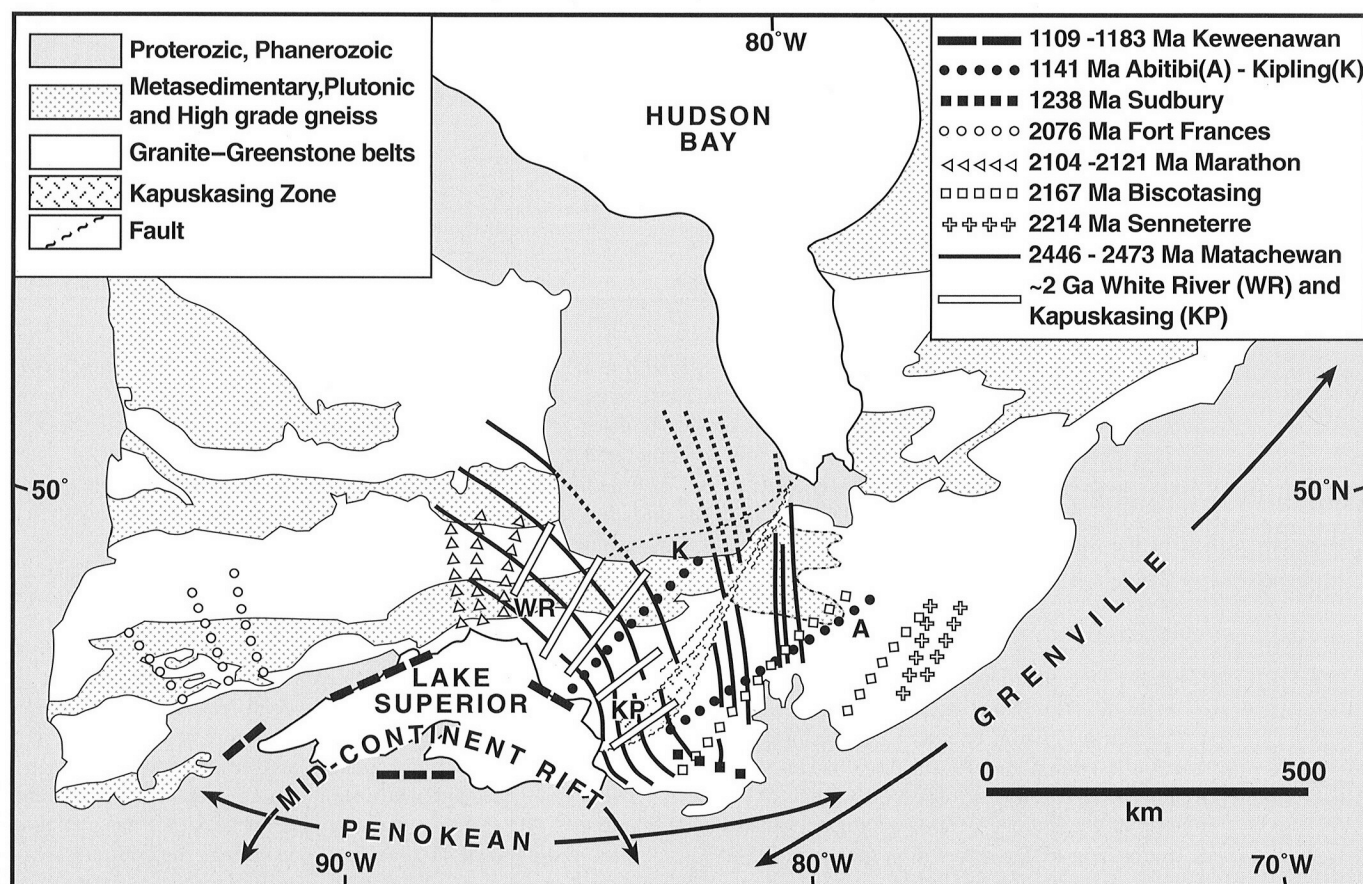 Proterozic, Phanerozoic
Metasedimentary,Plutonic
and High grade gneiss
Granite–Greenstone belts
Kapuskasing Zone
Fault
80°W
HUDSON
BAY
1109 -1183 Ma Keweenawan
1141 Ma Abitibi(A) - Kipling(K)
1238 Ma Sudbury
2076 Ma Fort Frances
2104 -2121 Ma Marathon
2167 Ma Biscotasing
2214 Ma Senneterre
2446 - 2473 Ma Matachewan
~2 Ga White River (WR) and
Kapuskasing (KP)
50°
50°N
K
WR
A
LAKE
SUPERIOR
KP
MID-CONTINENT RIFT
PENOKEAN
GRENVILLE
0
500
km
90°W
80°W
70°W